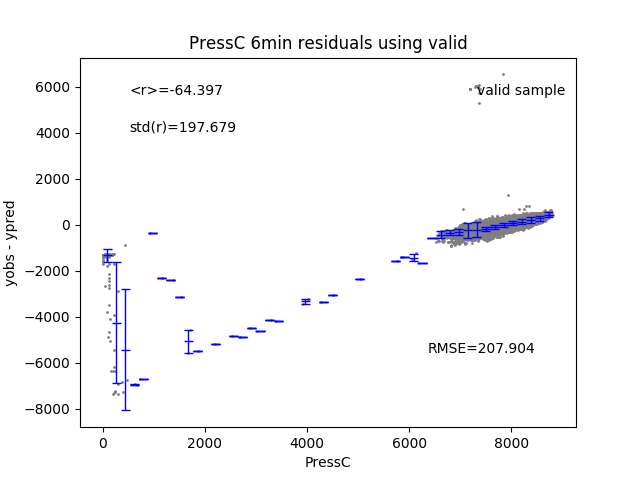 PressC 6min residuals using valid
6000
4000
2000
0
−2000
−4000
−6000
−8000
yobs - ypred
<r>=-64.397
valid sample
std(r)=197.679
RMSE=207.904
0 2000 4000 6000 8000
PressC